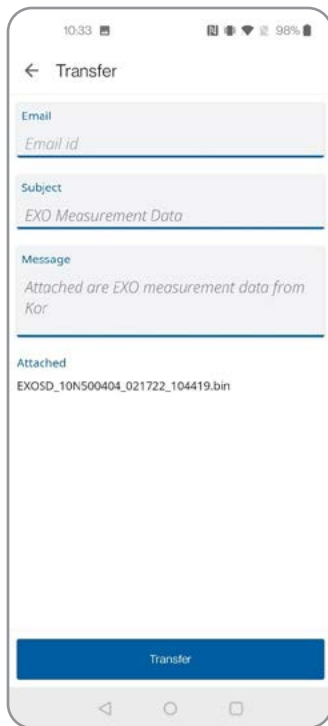 10:33 98%
Transfer
Email
Email id
Subject
EXO Measurement Data
Message
Attached are EXO measurement data from
Kor
Attached
EXOSD_10N500404_021722_104419.bin
Transfer